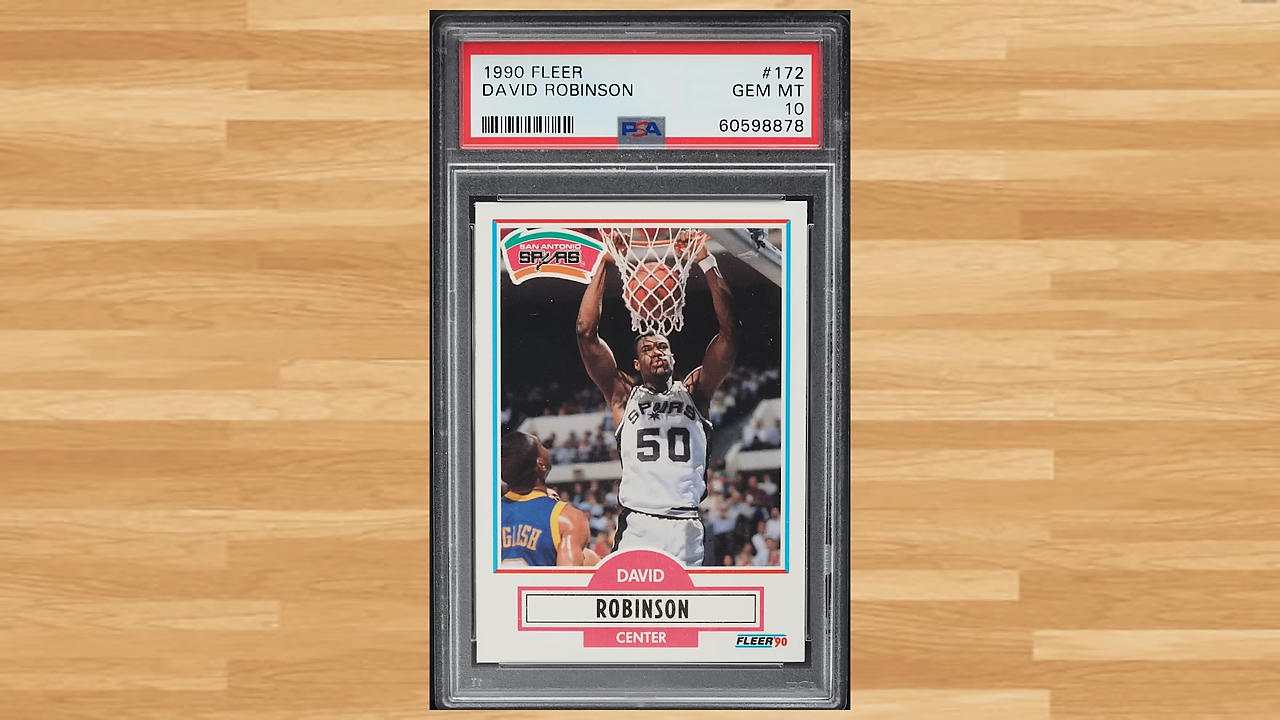 1990 FLEER #172
DAVID ROBINSON GEM MT
10
PSA 60598878
SAN ANTONIO
SPURS
SPURS
50
GLISH
DAVID
ROBINSON
CENTER
FLEER '90